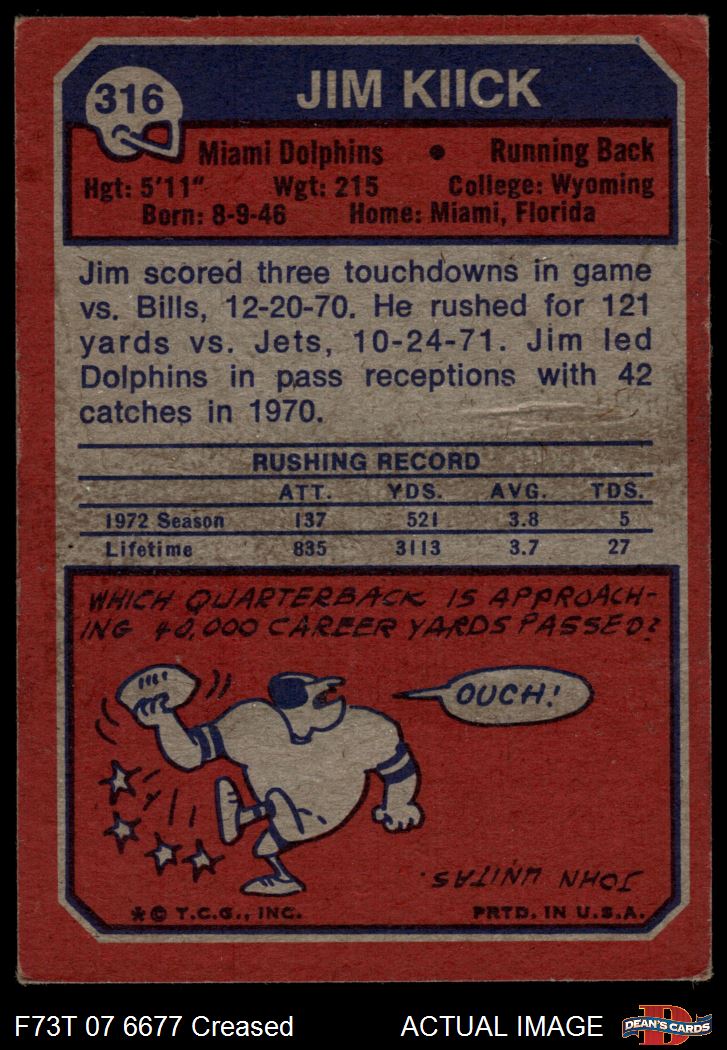 316
JIM KIICK
Miami Dolphins • Running Back
Hgt: 5'11" Wgt: 215 College: Wyoming
Born: 8-9-46 Home: Miami, Florida
Jim scored three touchdowns in game
vs. Bills, 12-20-70. He rushed for 121
yards vs. Jets, 10-24-71. Jim led
Dolphins in pass receptions with 42
catches in 1970.
RUSHING RECORD
ATT. YDS. AVG. TDS.
1972 Season 137 521 3.8 5
Lifetime 835 3113 3.7 27
WHICH QUARTERBACK IS APPROACH-
ING 40,000 CAREER YARDS PASSED?
OUCH!
JOHN UNITAS.
*© T.C.G., INC. PRTD. IN U.S.A.
F73T 07 6677 Creased ACTUAL IMAGE
D
DEAN'S CARDS